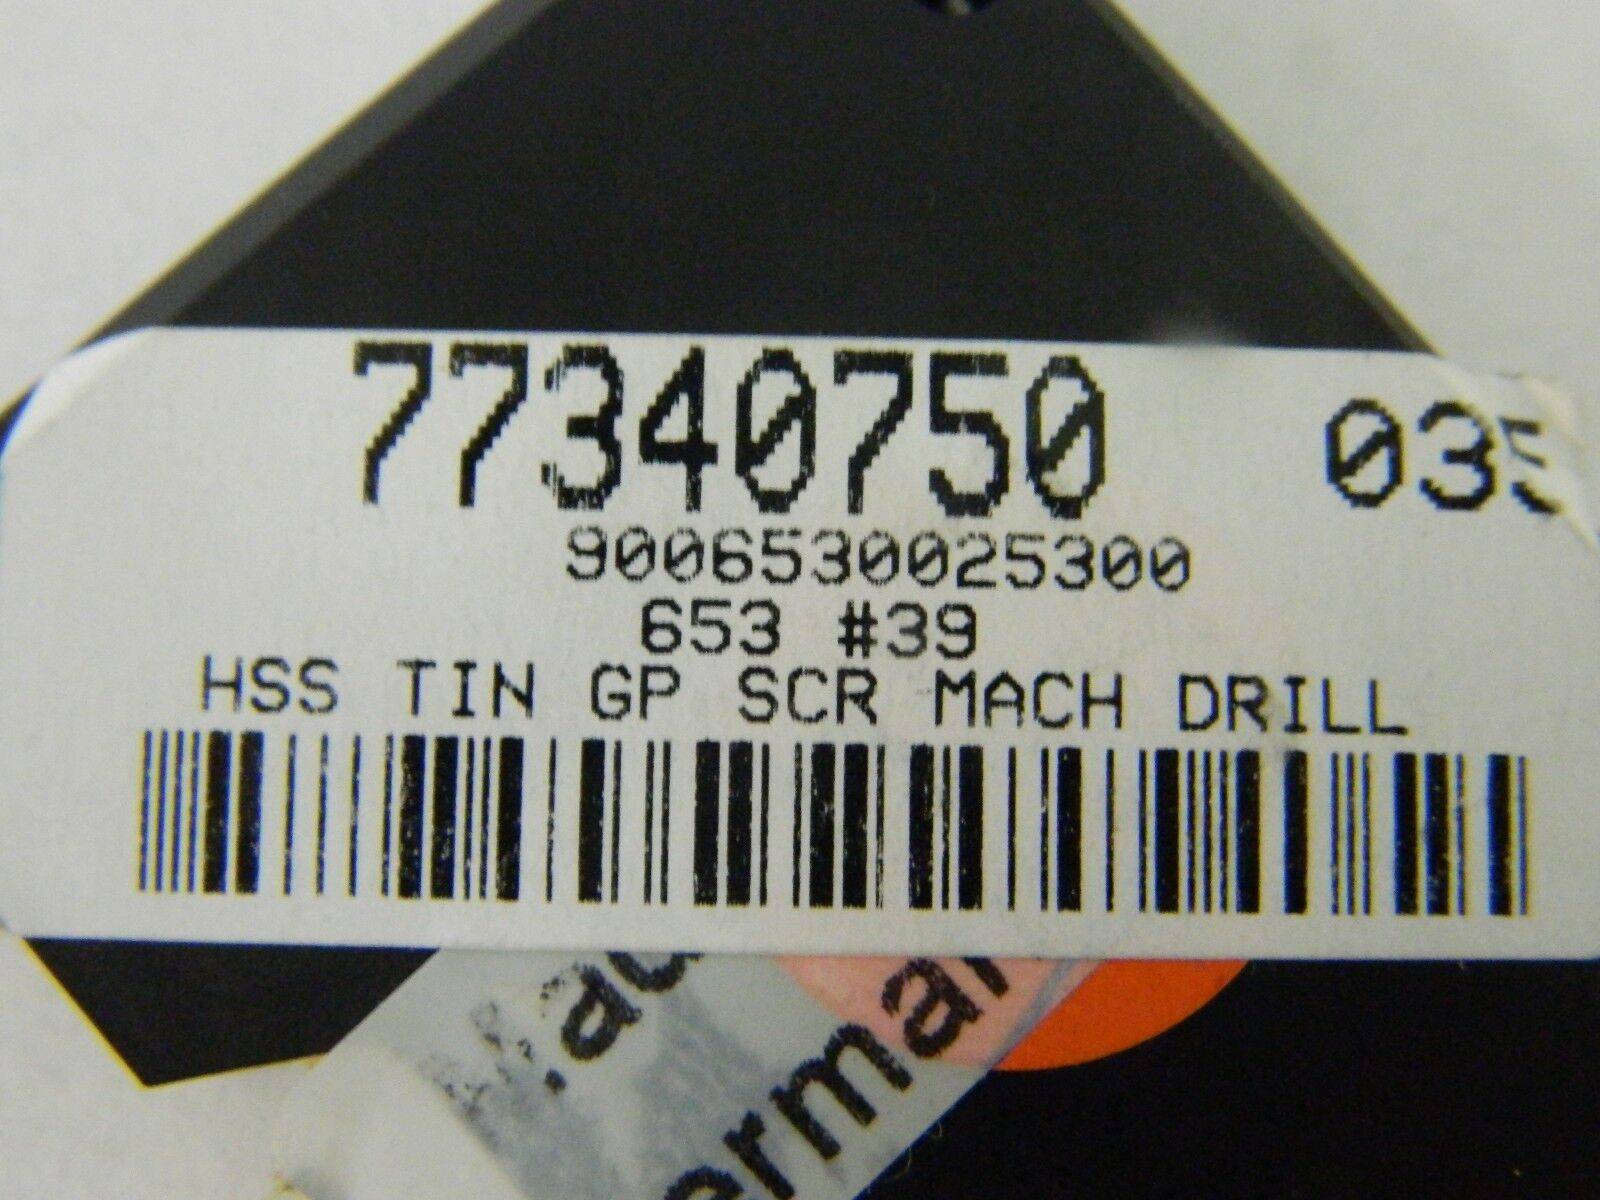 77340750 035
9006530025300
653 #39
HSS TIN GP SCR MACH DRILL